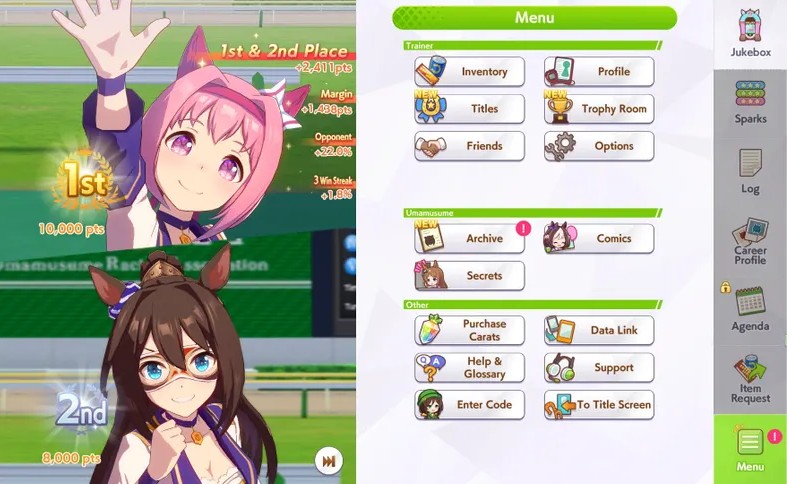 1st & 2nd Place
+2,411pts
Margin
+1,438pts
Opponent
+22.0%
3 Win Streak
+1.8%
1st
10,000 pts
2nd
8,000 pts
Menu
Trainer
Inventory
Profile
NEW
Titles
NEW
Trophy Room
Friends
Options
Umamusume
NEW
Archive
!
Comics
Secrets
Other
Purchase
Carats
Data Link
Q A
?
Help &
Glossary
Support
Enter Code
To Title Screen
Jukebox
Sparks
Log
Career
Profile
Agenda
Item
Request
!
Menu